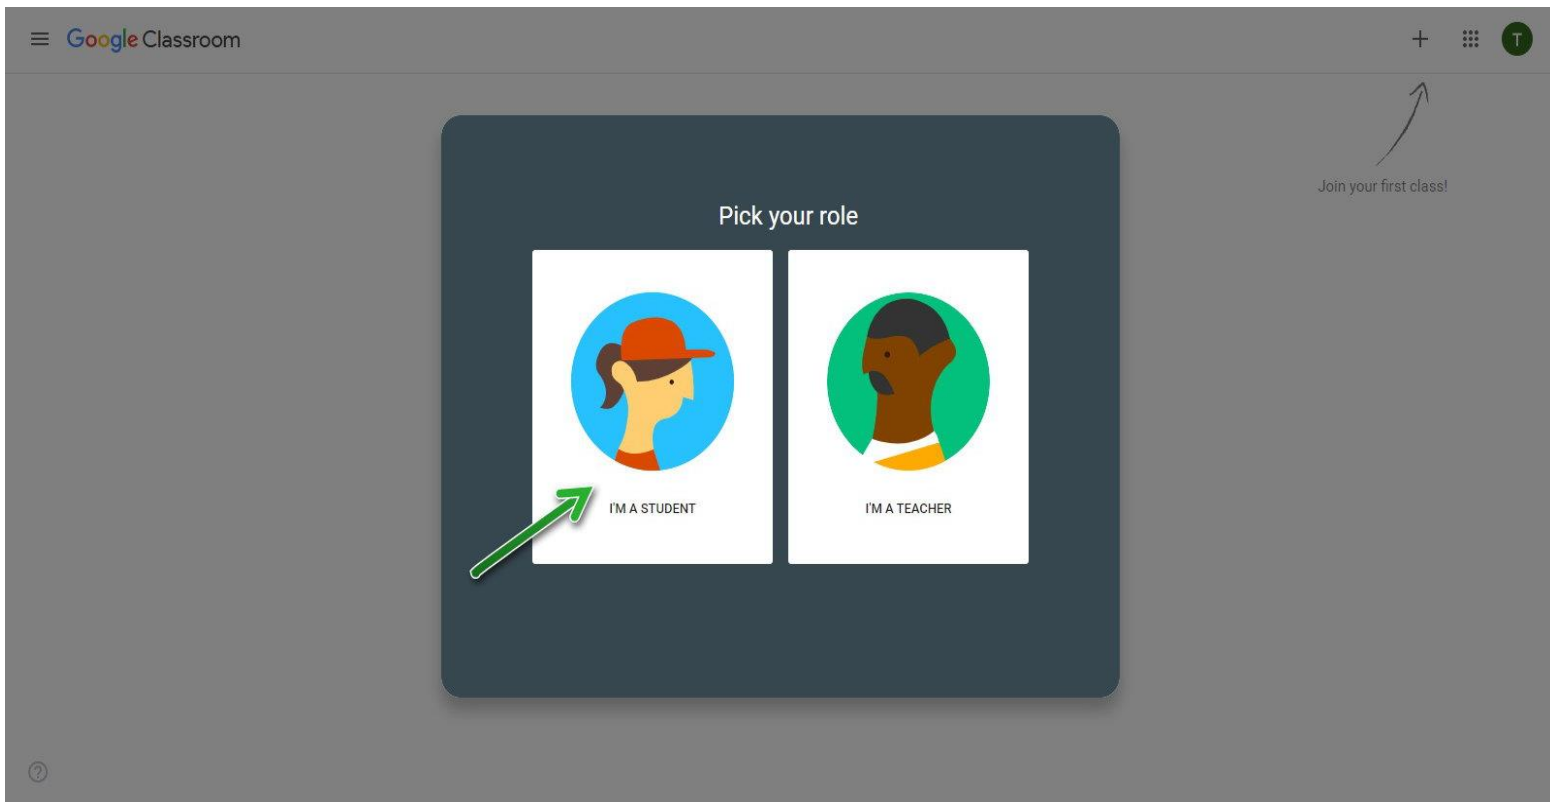 Google Classroom
T
Join your first class!
Pick your role
I'M A STUDENT
I'M A TEACHER
?